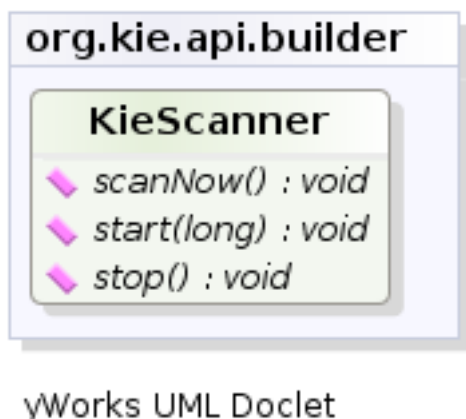 org.kie.api.builder
KieScanner
scanNow() : void
start(long) : void
stop() : void
yWorks UML Doclet